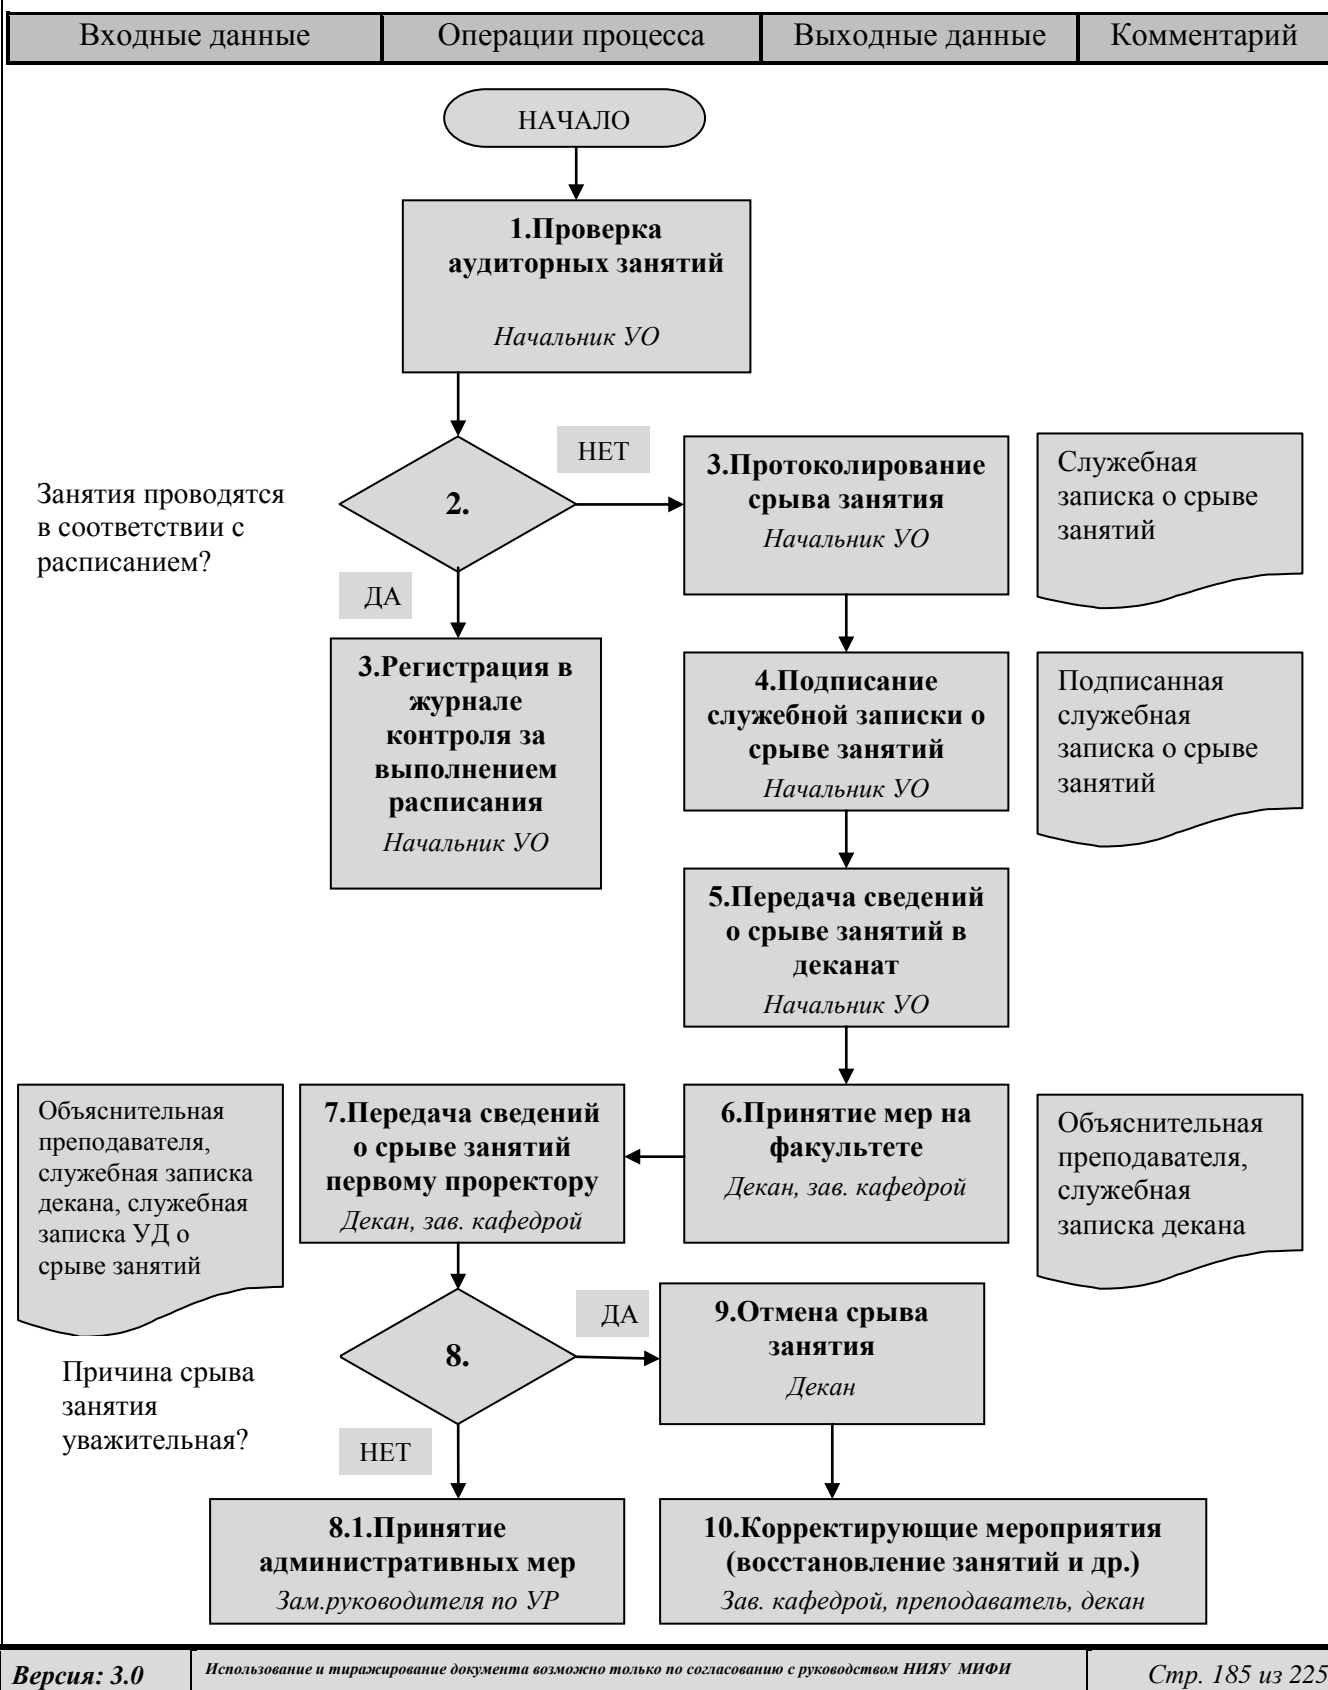 Входные данные
Операции процесса
Выходные данные
Комментарий
НАЧАЛО
1.Проверка
аудиторных занятий
Начальник УО
Занятия проводятся
в соответствии с
расписанием?
2.
НЕТ
3.Протоколирование
срыва занятия
Начальник УО
Служебная
записка о срыве
занятий
ДА
3.Регистрация в
журнале
контроля за
выполнением
расписания
Начальник УО
4.Подписание
служебной записки о
срыве занятий
Начальник УО
Подписанная
служебная
записка о срыве
занятий
5.Передача сведений
о срыве занятий в
деканат
Начальник УО
Объяснительная
преподавателя,
служебная записка
декана, служебная
записка УД о
срыве занятий
7.Передача сведений
о срыве занятий
первому проректору
Декан, зав. кафедрой
6.Принятие мер на
факультете
Декан, зав. кафедрой
Объяснительная
преподавателя,
служебная
записка декана
Причина срыва
занятия
уважительная?
8.
ДА
9.Отмена срыва
занятия
Декан
НЕТ
8.1.Принятие
административных мер
Зам.руководителя по УР
10.Корректирующие мероприятия
(восстановление занятий и др.)
Зав. кафедрой, преподаватель, декан
Версия: 3.0
Использование и тиражирование документа возможно только по согласованию с руководством НИЯУ МИФИ
Стр. 185 из 225